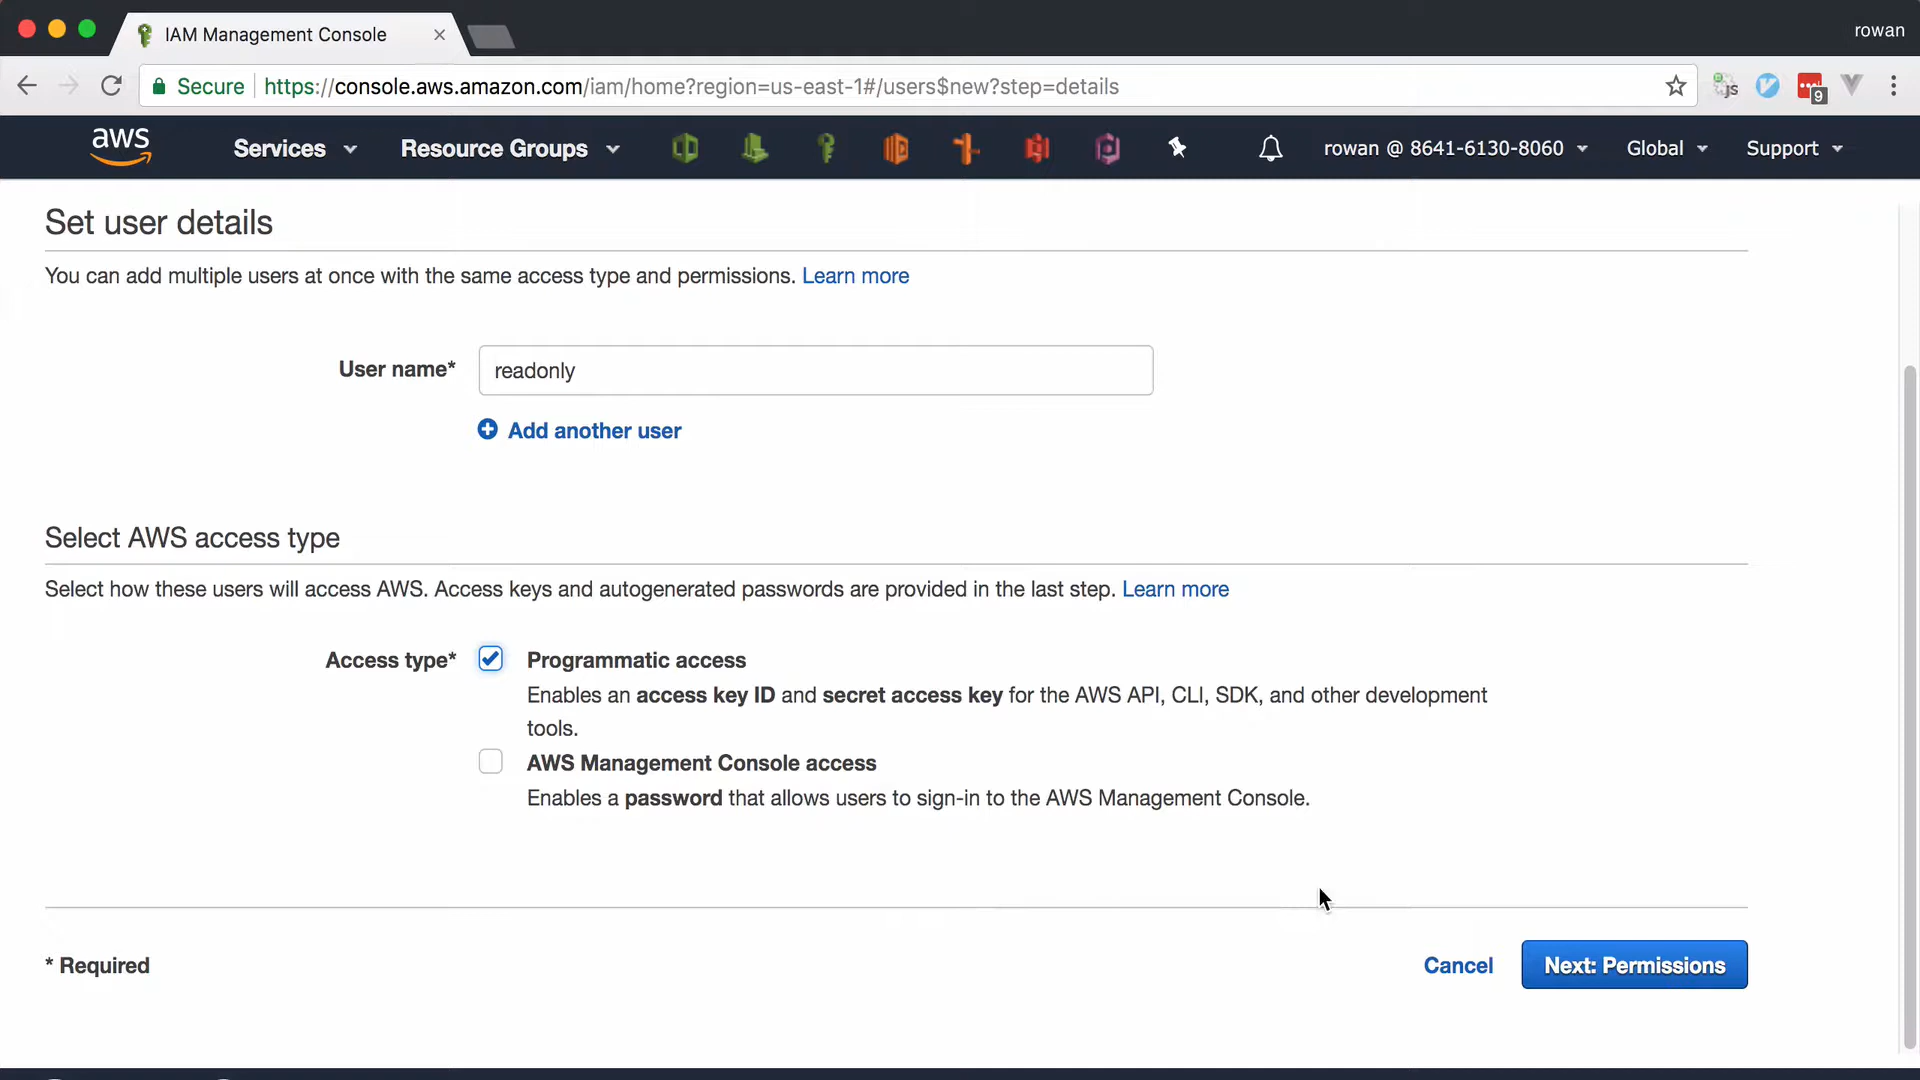 IAM Management Console
rowan
Secure
https://console.aws.amazon.com/iam/home?region=us-east-1#/users$new?step=details
JS
9
aws
Services
Resource Groups
rowan @ 8641-6130-8060
Global
Support
Set user details
You can add multiple users at once with the same access type and permissions. Learn more
User name*
readonly
Add another user
Select AWS access type
Select how these users will access AWS. Access keys and autogenerated passwords are provided in the last step. Learn more
Access type*
Programmatic access
Enables an access key ID and secret access key for the AWS API, CLI, SDK, and other development
tools.
AWS Management Console access
Enables a password that allows users to sign-in to the AWS Management Console.
* Required
Cancel
Next: Permissions